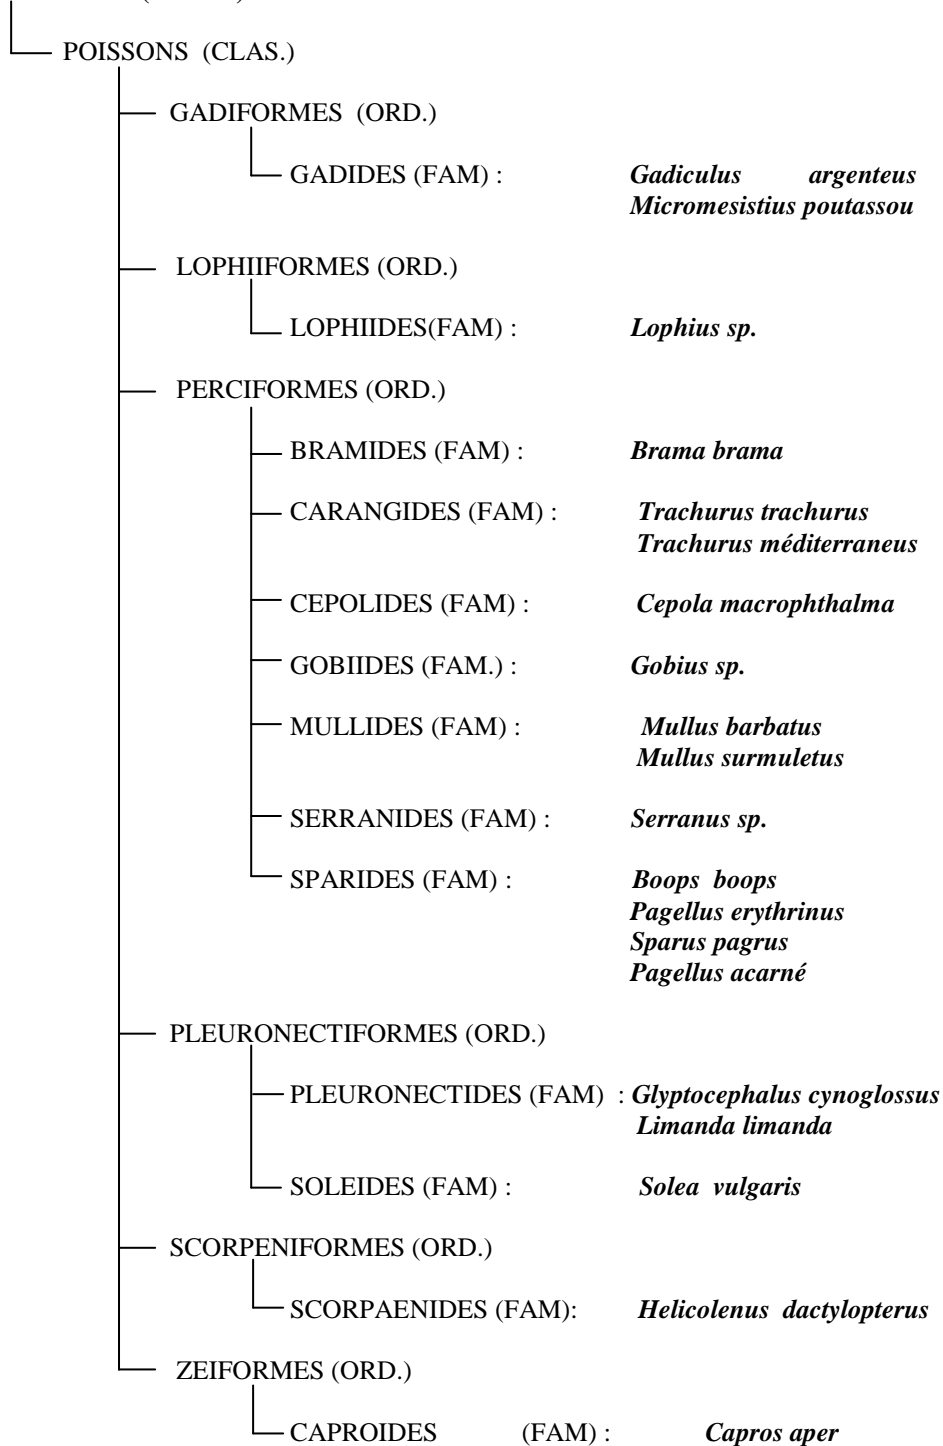 POISSONS (CLAS.)
GADIFORMES (ORD.)
GADIDES (FAM) : Gadiculus argenteus
Micromesistius poutassou
LOPHIIFORMES (ORD.)
LOPHIIDES(FAM) : Lophius sp.
PERCIFORMES (ORD.)
BRAMIDES (FAM) : Brama brama
CARANGIDES (FAM) : Trachurus trachurus
Trachurus méditerraneus
CEPOLIDES (FAM) : Cepola macrophthalma
GOBIIDES (FAM.) : Gobius sp.
MULLIDES (FAM) : Mullus barbatus
Mullus surmuletus
SERRANIDES (FAM) : Serranus sp.
SPARIDES (FAM) : Boops boops
Pagellus erythrinus
Sparus pagrus
Pagellus acarné
PLEURONECTIFORMES (ORD.)
PLEURONECTIDES (FAM) : Glyptocephalus cynoglossus
Limanda limanda
SOLEIDES (FAM) : Solea vulgaris
SCORPENIFORMES (ORD.)
SCORPAENIDES (FAM): Helicolenus dactylopterus
ZEIFORMES (ORD.)
CAPROIDES (FAM) : Capros aper